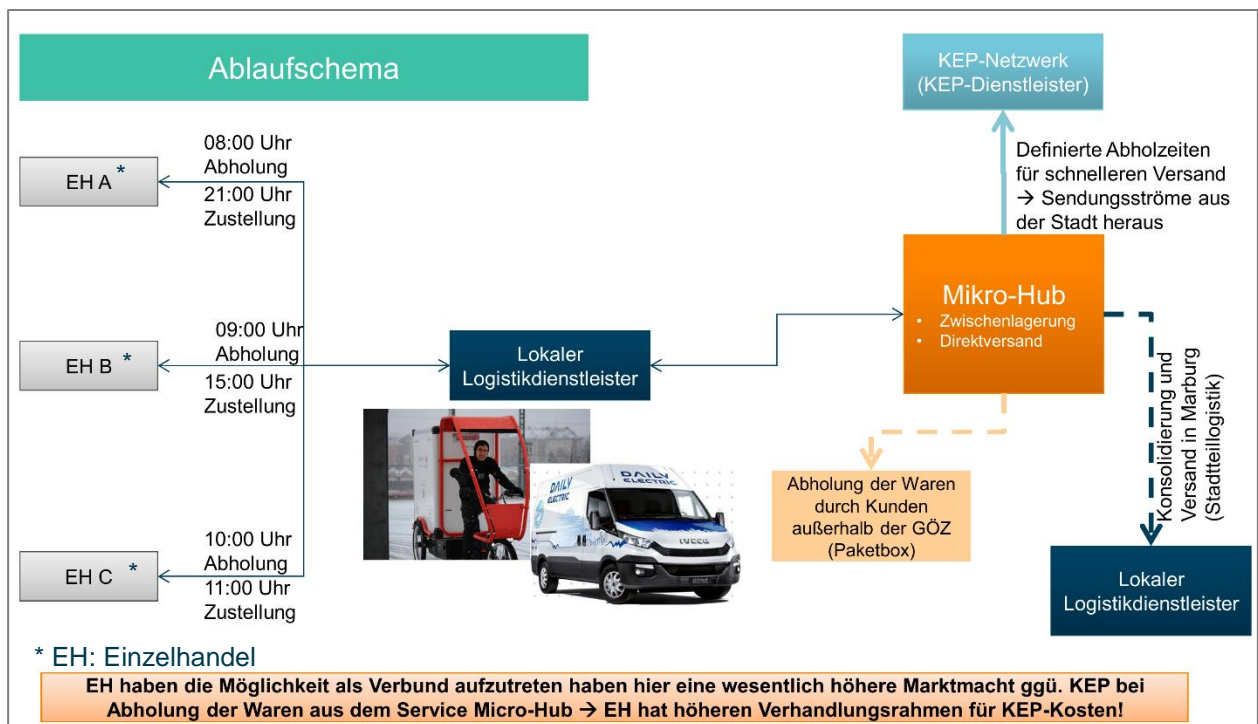 Ablaufschema
KEP-Netzwerk
(KEP-Dienstleister)
08:00 Uhr
Abholung
EH A *
21:00 Uhr
Zustellung
Definierte Abholzeiten
für schnelleren Versand
→ Sendungsströme aus
der Stadt heraus
09:00 Uhr
Abholung
EH B *
15:00 Uhr
Zustellung
Lokaler
Logistikdienstleister
Mikro-Hub
• Zwischenlagerung
• Direktversand
Konsolidierung und
Versand in Marburg
(Stadtteillogistik)
DAILY
ELECTRIC
DAILY
ELECTRIC
IVECO
Abholung der Waren
durch Kunden
außerhalb der GÖZ
(Paketbox)
10:00 Uhr
Abholung
EH C *
11:00 Uhr
Zustellung
Lokaler
Logistikdienstleister
* EH: Einzelhandel
EH haben die Möglichkeit als Verbund aufzutreten haben hier eine wesentlich höhere Marktmacht ggü. KEP bei
Abholung der Waren aus dem Service Micro-Hub → EH hat höheren Verhandlungsrahmen für KEP-Kosten!